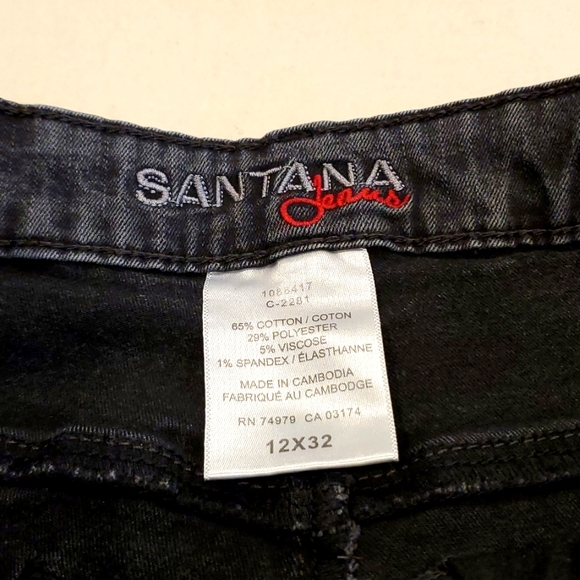 SANTANA
Jeans
1086417
C-2281
65% COTTON / COTON
29% POLYESTER
5% VISCOSE
1% SPANDEX / ÉLASTHANNE
MADE IN CAMBODIA
FABRIQUÉ AU CAMBODGE
RN 74979 CA 03174
12X32